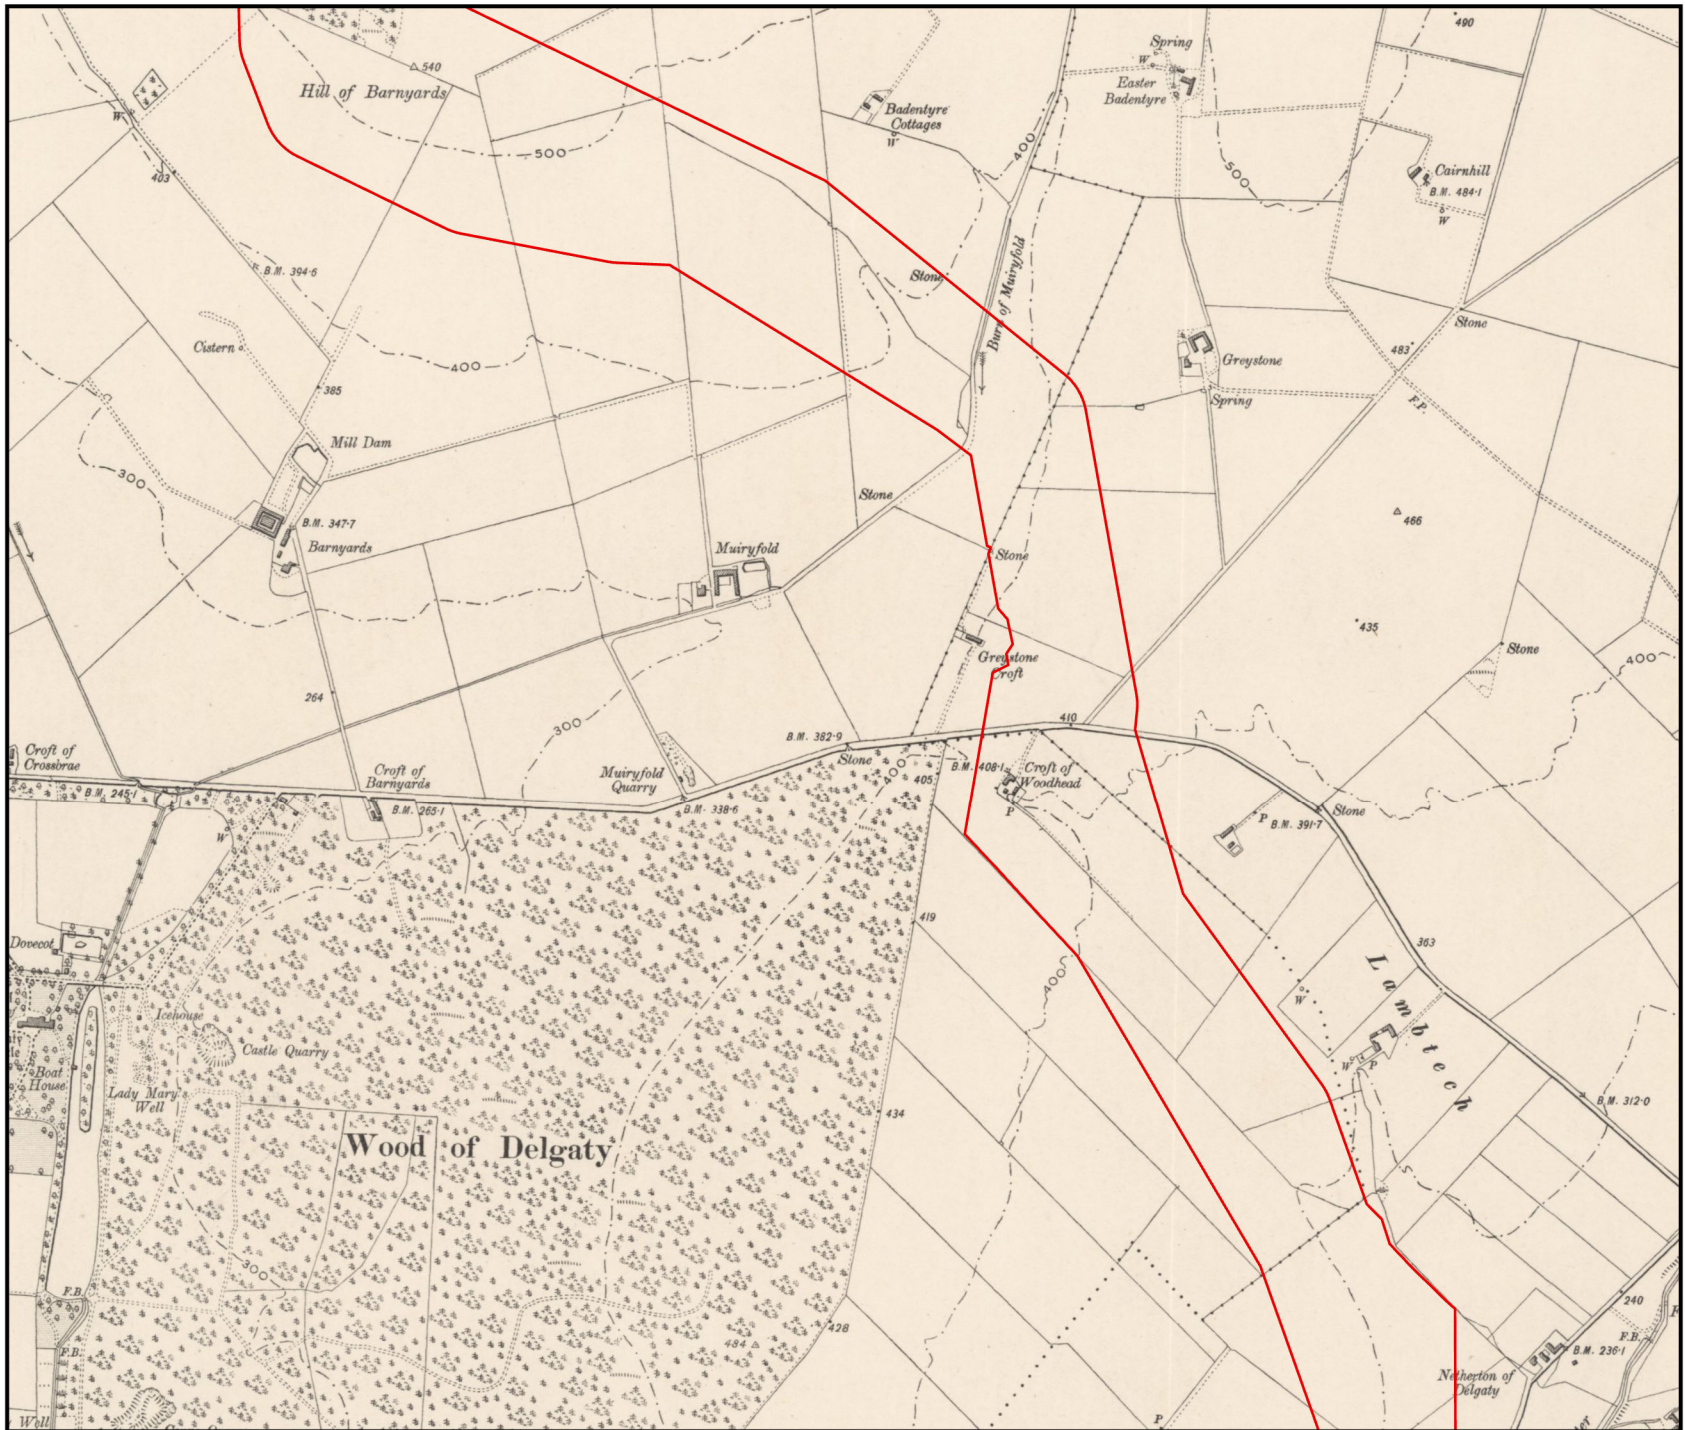 490
Spring
W
540
Easter
Badentyre
Hill of Barnyards
Badentyre
Cottages
W
W
400
500
403
500
Cairnhill
B.M. 484·1
W
B.M. 394·6
Stone
Burn of Muiryfold
Stone
Cistern
483
Greystone
400
385
Spring
F.P.
Mill Dam
300
Stone
466
B.M. 347·7
Barnyards
Muiryfold
Stone
435
Stone
Greystone
Croft
400
264
300
410
B.M. 382·9
Croft of
Crossbrae
Stone
400
Croft of
Barnyards
Muiryfold
Quarry
405
B.M. 408·1
Croft of
Woodhead
B.M. 245·1
B.M. 265·1
B.M. 338·6
P
P
B.M. 391·7
Stone
W
419
Dovecot
363
Lambtech
400
W
Icehouse
Castle Quarry
Boat
House
W
P
Lady Mary's
Well
B.M. 312·0
434
Wood of Delgaty
300
F.B.
240
428
F.B.
F.B.
484
B.M. 236·1
Netherton of
Delgaty
Well
P